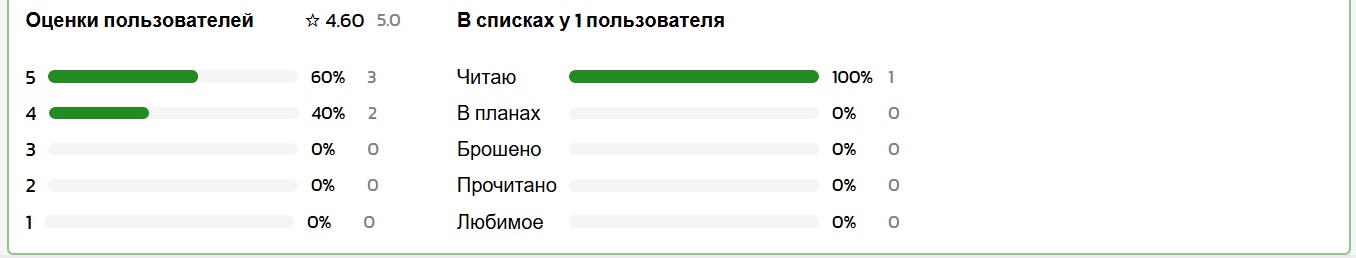 Оценки пользователей ☆ 4.60 5.0
5 60% 3
4 40% 2
3 0% 0
2 0% 0
1 0% 0
В списках у 1 пользователя
Читаю 100% 1
В планах 0% 0
Брошено 0% 0
Прочитано 0% 0
Любимое 0% 0